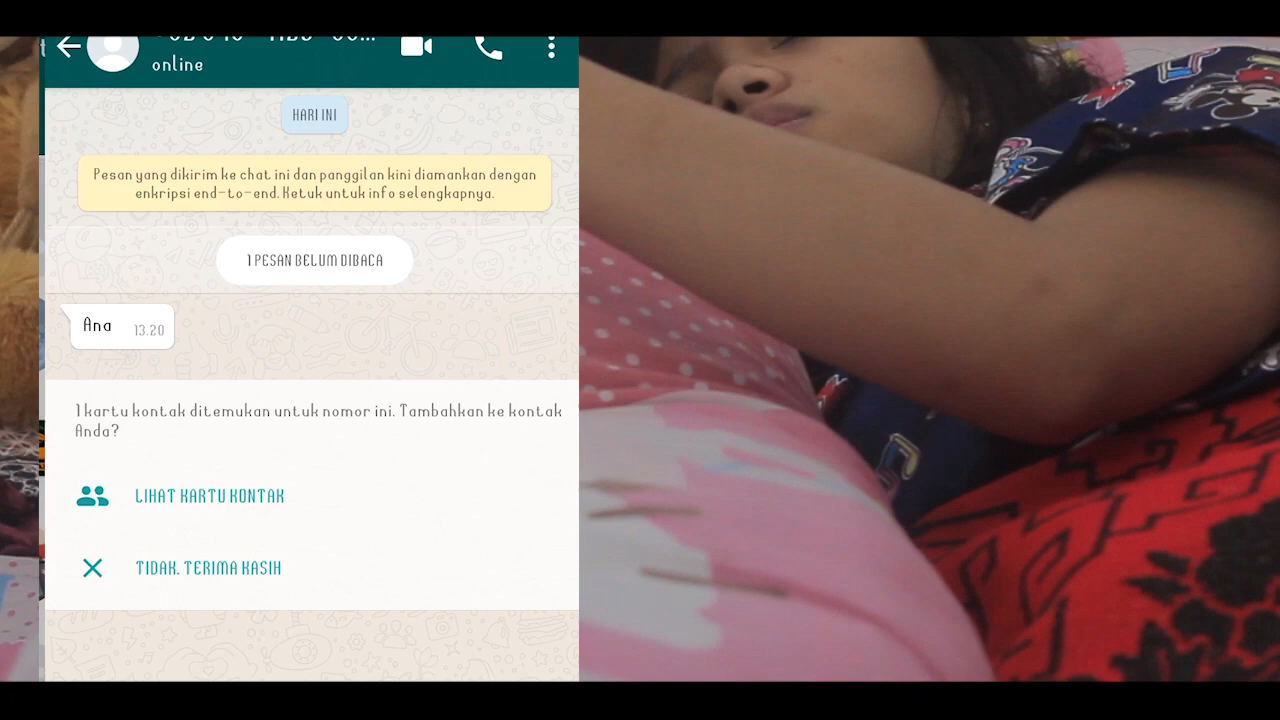 online
HARI INI
Pesan yang dikirim ke chat ini dan panggilan kini diamankan dengan
enkripsi end-to-end. Ketuk untuk info selengkapnya.
1 PESAN BELUM DIBACA
Ana 13.20
1 kartu kontak ditemukan untuk nomor ini. Tambahkan ke kontak
Anda?
LIHAT KARTU KONTAK
TIDAK. TERIMA KASIH